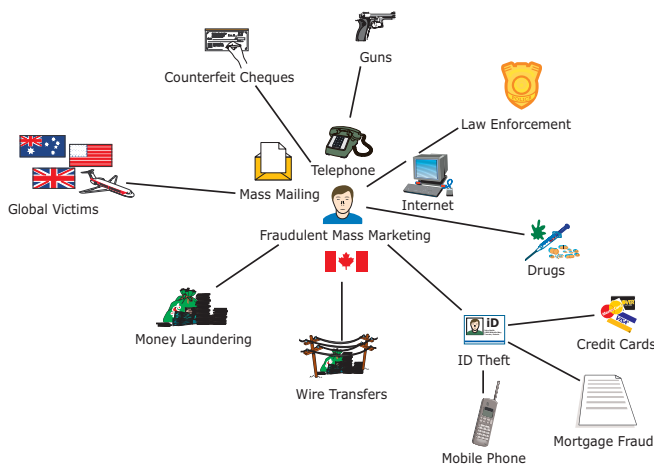 Guns
Counterfeit Cheques
Law Enforcement
Telephone
Mass Mailing
Internet
Global Victims
Fraudulent Mass Marketing
Drugs
Money Laundering
iD
VISA
Credit Cards
ID Theft
Wire Transfers
Mortgage Fraud
Mobile Phone